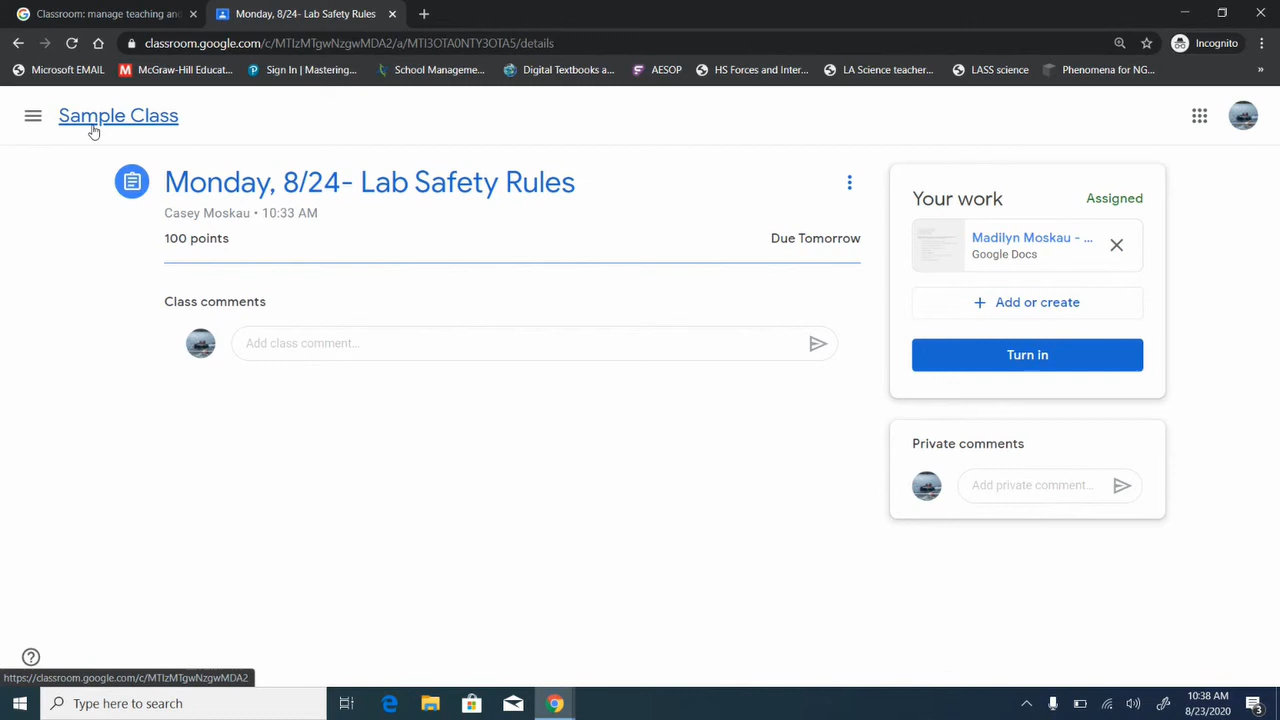 Classroom: manage teaching and
Monday, 8/24- Lab Safety Rules
classroom.google.com/c/MTIzMTgwNzgwMDA2/a/MTI3OTA0NTY3OTA5/details
Incognito
Microsoft EMAIL
McGraw-Hill Educat...
Sign In | Mastering...
School Manageme...
Digital Textbooks a...
AESOP
HS Forces and Inter...
LA Science teacher...
LASS science
Phenomena for NG...
»
Sample Class
Monday, 8/24- Lab Safety Rules
Casey Moskau • 10:33 AM
100 points
Due Tomorrow
Class comments
Add class comment...
Your work
Assigned
Madilyn Moskau - ...
Google Docs
+ Add or create
Turn in
Private comments
Add private comment...
https://classroom.google.com/c/MTIzMTgwNzgwMDA2
Type here to search
10:38 AM
8/23/2020
3